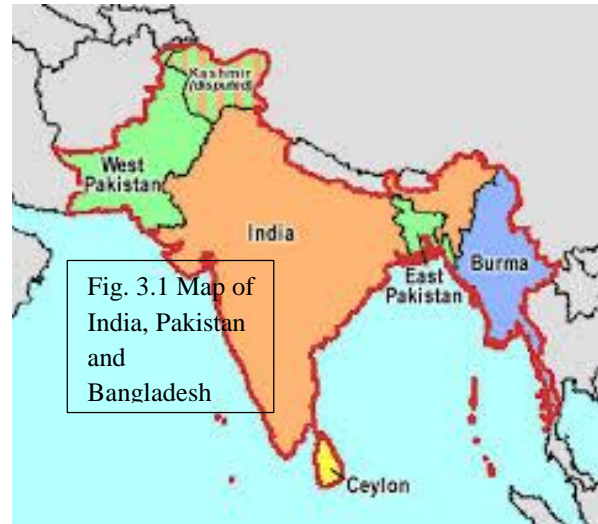 Kashmir
(disputed)
West
Pakistan
India
East
Pakistan
Burma
Fig. 3.1 Map of
India, Pakistan
and
Bangladesh
Ceylon